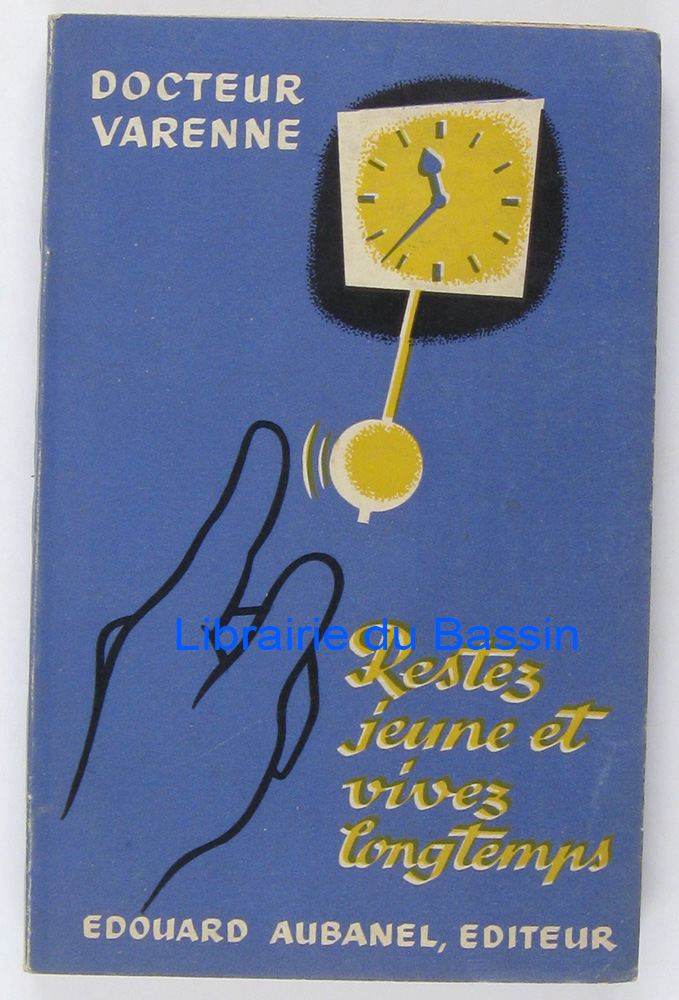 DOCTEUR
VARENNE
Librairie du Bassin
Restez
jeune et
vivez
longtemps
EDOUARD AUBANEL, EDITEUR